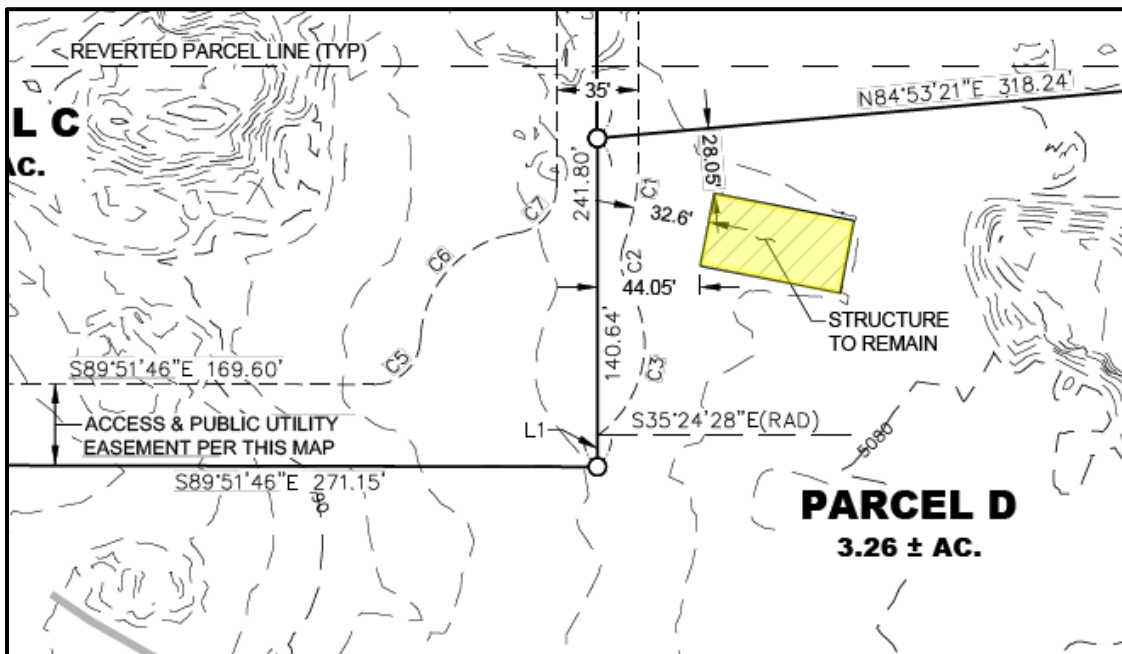 REVERTED PARCEL LINE (TYP)
35'
N84°53'21"E 318.24'
L C
AC.
28.05'
241.80'
C1
C7
32.6'
C6
C2
44.05'
140.64'
STRUCTURE
TO REMAIN
C5
C3
S89°51'46"E 169.60'
ACCESS & PUBLIC UTILITY
EASEMENT PER THIS MAP
L1
S35°24'28"E(RAD)
5080
S89°51'46"E 271.15'
90
PARCEL D
3.26 ± AC.